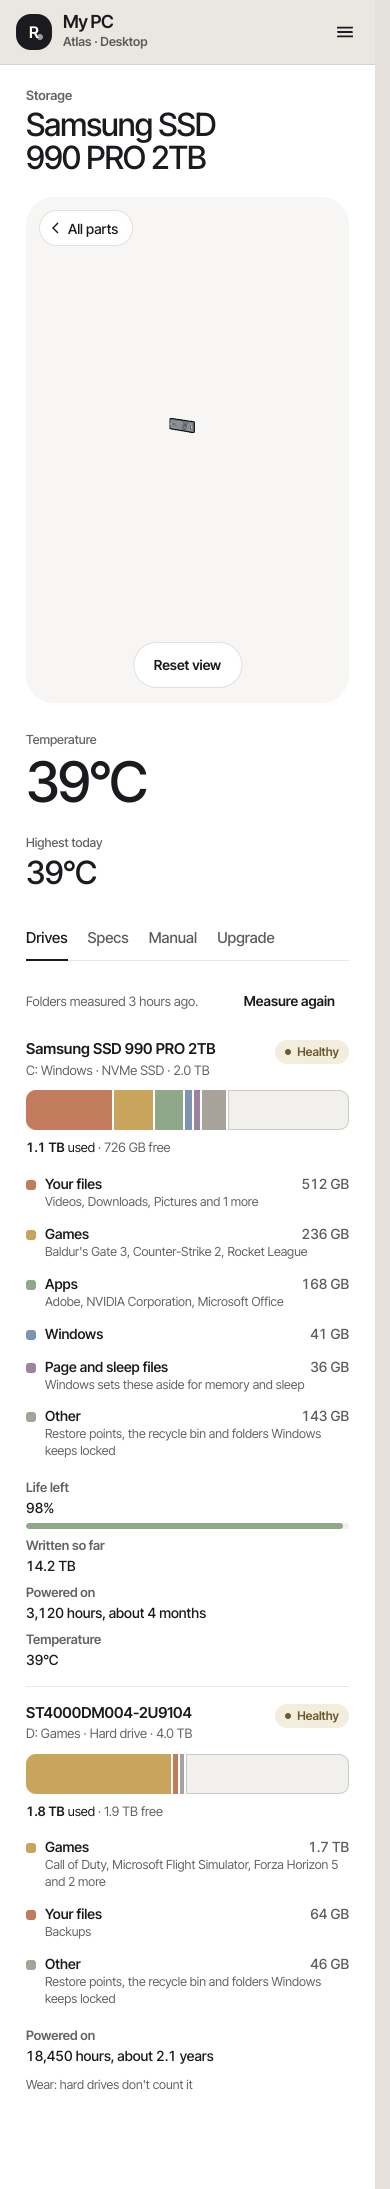 R
My PC
Atlas · Desktop
Storage
Samsung SSD
990 PRO 2TB
All parts
Reset view
Temperature
39°C
Highest today
39°C
Drives Specs Manual Upgrade
Folders measured 3 hours ago. Measure again
Samsung SSD 990 PRO 2TB Healthy
C: Windows · NVMe SSD · 2.0 TB
1.1 TB used · 726 GB free
Your files 512 GB
Videos, Downloads, Pictures and 1 more
Games 236 GB
Baldur's Gate 3, Counter-Strike 2, Rocket League
Apps 168 GB
Adobe, NVIDIA Corporation, Microsoft Office
Windows 41 GB
Page and sleep files 36 GB
Windows sets these aside for memory and sleep
Other 143 GB
Restore points, the recycle bin and folders Windows
keeps locked
Life left
98%
Written so far
14.2 TB
Powered on
3,120 hours, about 4 months
Temperature
39°C
ST4000DM004-2U9104 Healthy
D: Games · Hard drive · 4.0 TB
1.8 TB used · 1.9 TB free
Games 1.7 TB
Call of Duty, Microsoft Flight Simulator, Forza Horizon 5
and 2 more
Your files 64 GB
Backups
Other 46 GB
Restore points, the recycle bin and folders Windows
keeps locked
Powered on
18,450 hours, about 2.1 years
Wear: hard drives don't count it